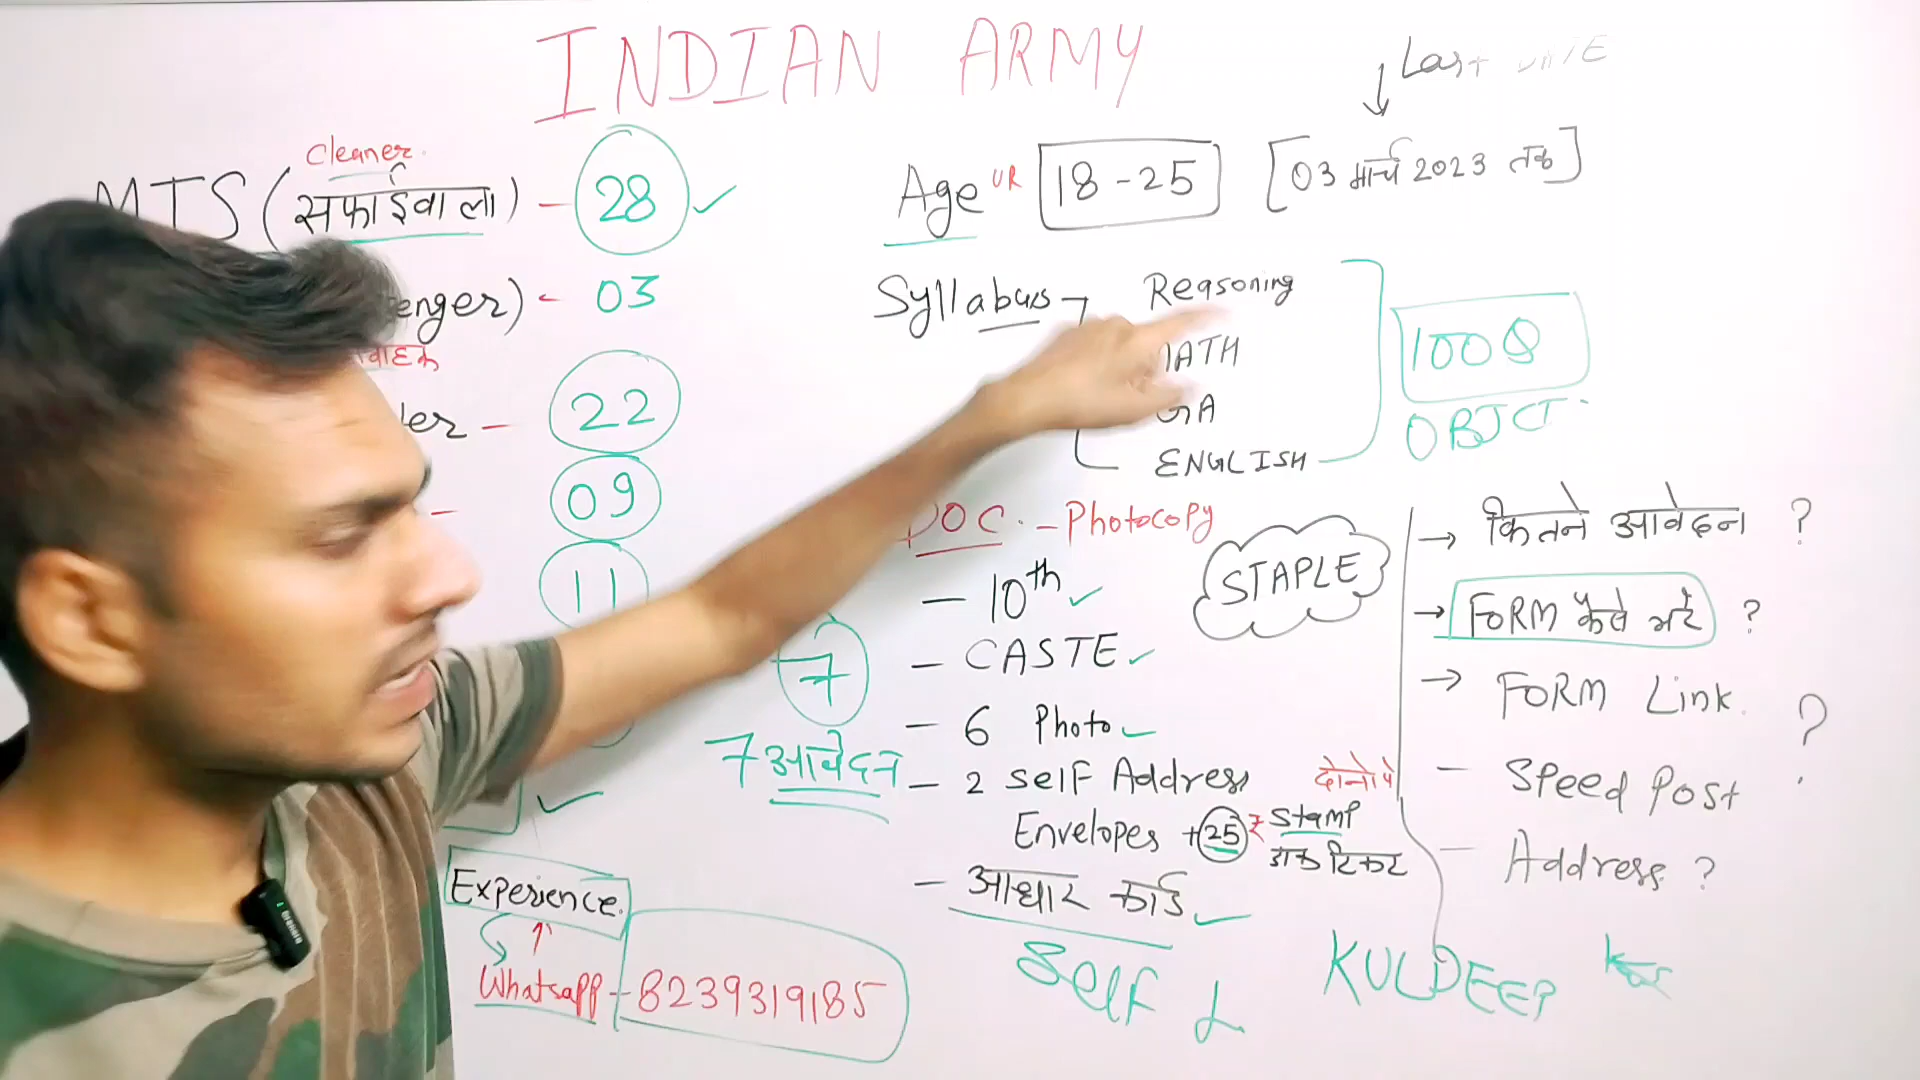 INDIAN ARMY
Cleaner
MTS (सफाईवाला) - 28
enger) - 03
वाहक
er - 22
- 09
11
7
7 आवेदन
Experience
Whatsapp - 8239319185
Last
Age UR 18-25 [03 मार्च 2023 तक]
Syllabus
Reasoning
MATH
GA
ENGLISH
100 Q
OBJCT
DOC. - Photocopy
- 10th
- CASTE
- 6 Photo
- 2 Self Address
Envelopes + 25 ₹ Stamp
दोनो पे
डाक टिकट
- आधार कार्ड
Self
STAPLE
→ कितने आवेदन ?
→ FORM कैसे भरे ?
→ FORM Link ?
- Speed Post
- Address ?
KULDEEP